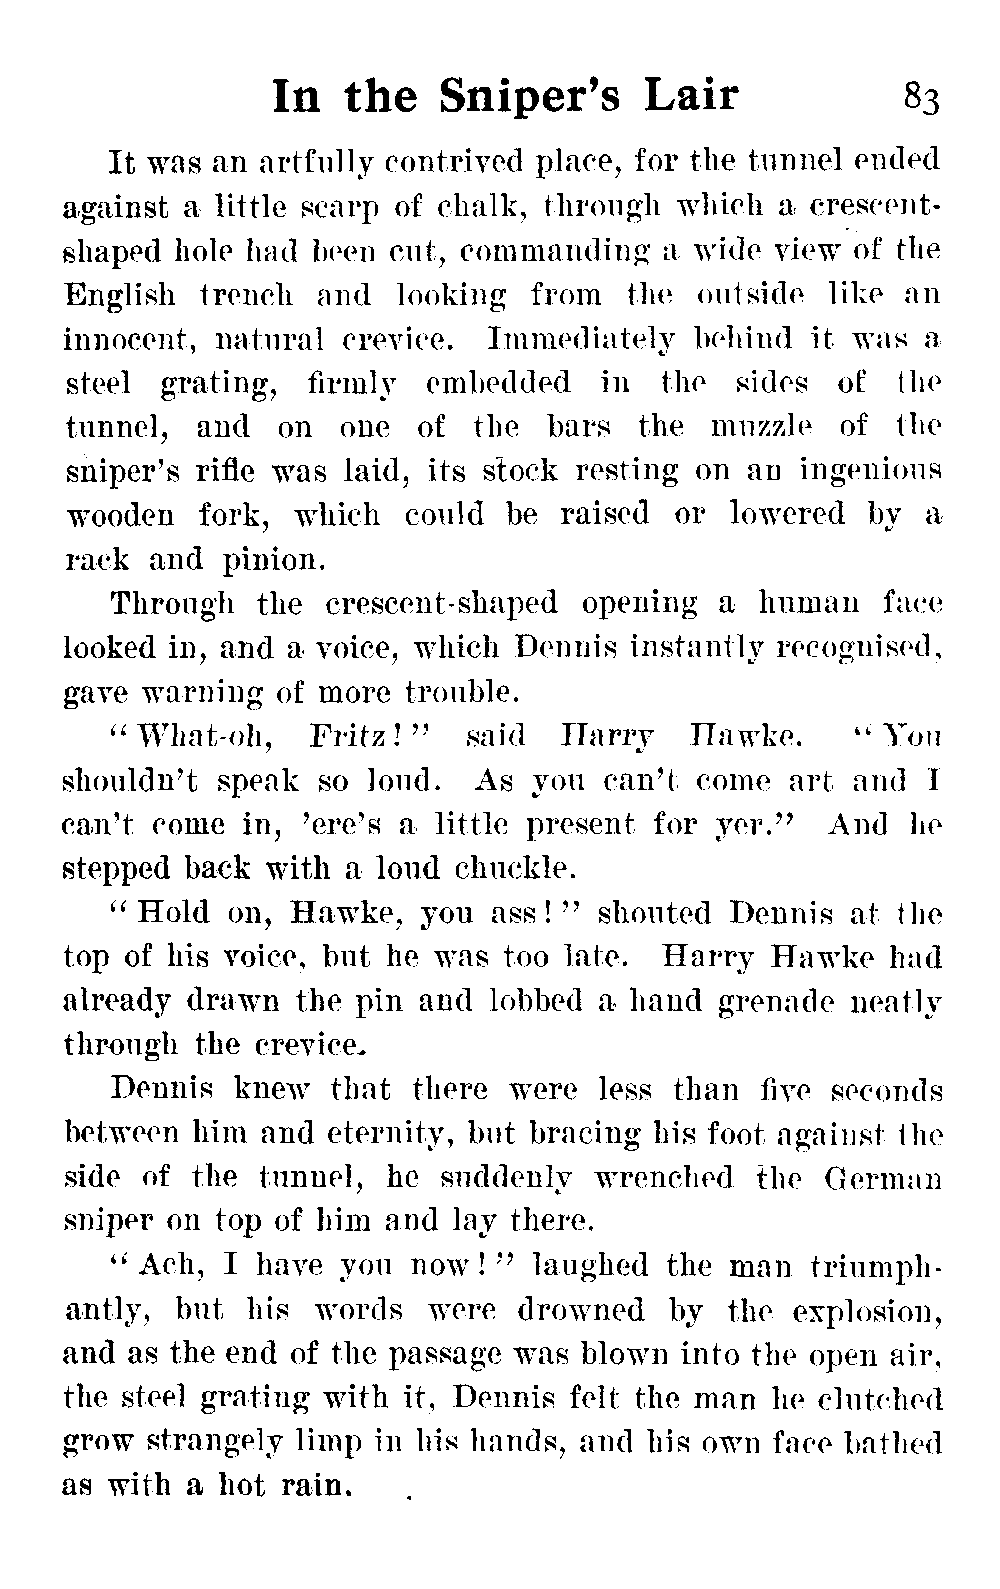 In the Sniper's Lair 83
It was an artfully contrived place, for the tunnel ended
against a little scarp of chalk, through which a crescent-
shaped hole had been cut, commanding a wide view of the
English trench and looking from the outside like an
innocent, natural crevice. Immediately behind it was a
steel grating, firmly embedded in the sides of the
tunnel, and on one of the bars the muzzle of the
sniper's rifle was laid, its stock resting on an ingenious
wooden fork, which could be raised or lowered by a
rack and pinion.
Through the crescent-shaped opening a human face
looked in, and a voice, which Dennis instantly recognised,
gave warning of more trouble.
"What-oh, Fritz!" said Harry Hawke. "You
shouldn't speak so loud. As you can't come art and I
can't come in, 'ere's a little present for yer." And he
stepped back with a loud chuckle.
"Hold on, Hawke, you ass!" shouted Dennis at the
top of his voice, but he was too late. Harry Hawke had
already drawn the pin and lobbed a hand grenade neatly
through the crevice.
Dennis knew that there were less than five seconds
between him and eternity, but bracing his foot against the
side of the tunnel, he suddenly wrenched the German
sniper on top of him and lay there.
"Ach, I have you now!" laughed the man triumph-
antly, but his words were drowned by the explosion,
and as the end of the passage was blown into the open air,
the steel grating with it, Dennis felt the man he clutched
grow strangely limp in his hands, and his own face bathed
as with a hot rain.